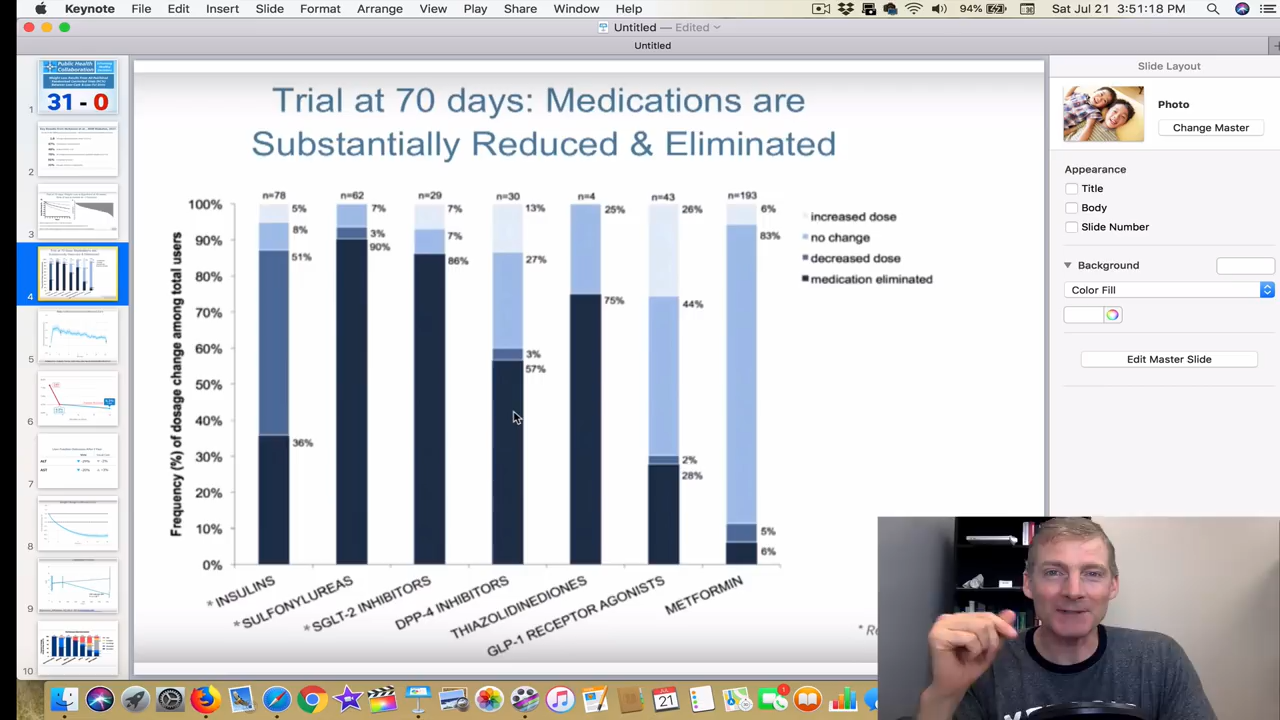 Keynote File Edit Insert Slide Format Arrange View Play Share Window Help 94% Sat Jul 21 3:51:18 PM
Untitled — Edited
Untitled
Public Health
Collaboration
31 - 0
1
2
3
4
5
6
7
8
9
10
Trial at 70 days: Medications are
Substantially Reduced & Eliminated
Frequency (%) of dosage change among total users
100%
90%
80%
70%
60%
50%
40%
30%
20%
10%
0%
n=78 n=62 n=29 n=30 n=4 n=43 n=193
5% 7% 7% 13% 25% 26% 6%
8% 3% 7% 27% 83%
51% 90% 86% 75% 44%
3%
57%
36% 2%
28%
5%
6%
* INSULINS
* SULFONYLUREAS
* SGLT-2 INHIBITORS
DPP-4 INHIBITORS
THIAZOLIDINEDIONES
GLP-1 RECEPTOR AGONISTS
METFORMIN
increased dose
no change
decreased dose
medication eliminated
Slide Layout
Photo
Change Master
Appearance
Title
Body
Slide Number
Background
Color Fill
Edit Master Slide
JUL
21